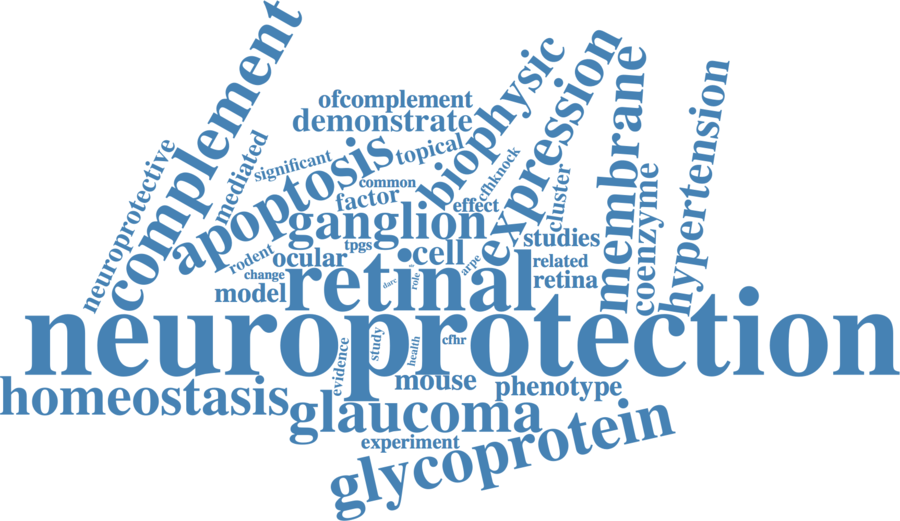 complement
neuroprotective
mediated
apoptosis
significant
ofcomplement
demonstrate
topical
common
factor
biophysic
cfhknock
effect
expression
cluster
membrane
coenzyme
hypertension
ganglion
tpgs
rodent
change
ocular
cell
arpe
role
darc
studies
related
retina
model
retinal
neuroprotection
evidence
study
health
cfhr
mouse
phenotype
homeostasis
glaucoma
experiment
glycoprotein